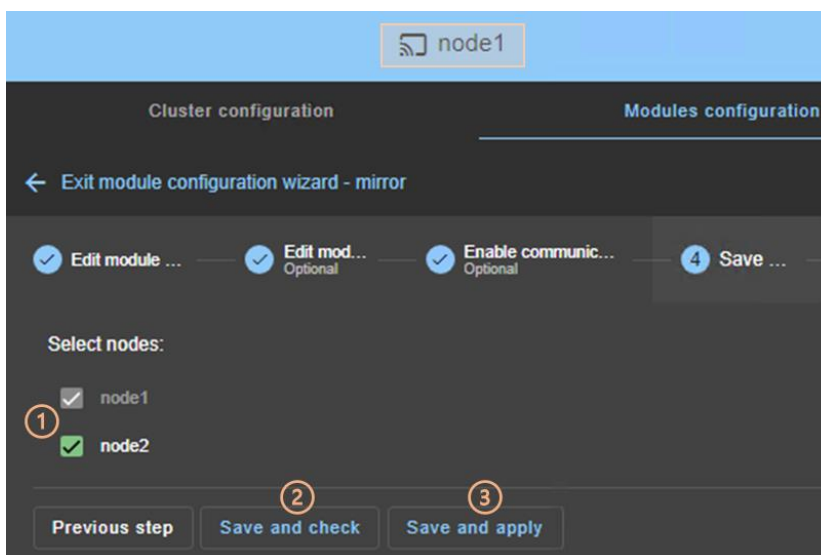 node1
Cluster configuration
Modules configuration
← Exit module configuration wizard - mirror
Edit module ...
Edit mod...
Optional
Enable communic...
Optional
4 Save ...
Select nodes:
node1
1
node2
2
3
Previous step
Save and check
Save and apply